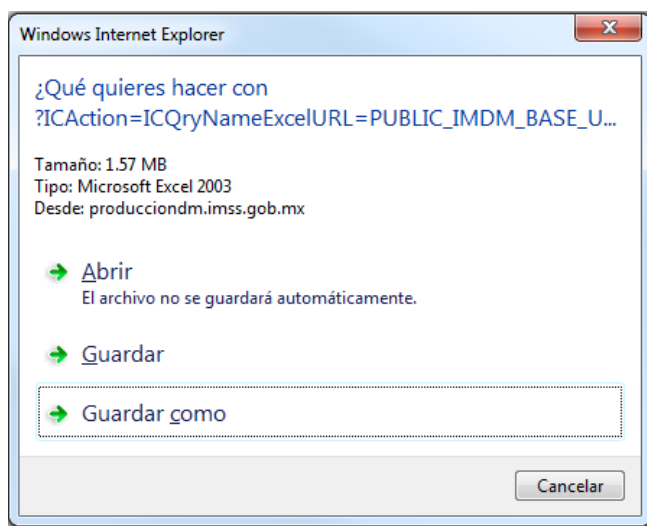 Windows Internet Explorer
¿Qué quieres hacer con
?ICAction=ICQryNameExcelURL=PUBLIC_IMDM_BASE_U...
Tamaño: 1.57 MB
Tipo: Microsoft Excel 2003
Desde: producciondm.imss.gob.mx
Abrir
El archivo no se guardará automáticamente.
Guardar
Guardar como
Cancelar